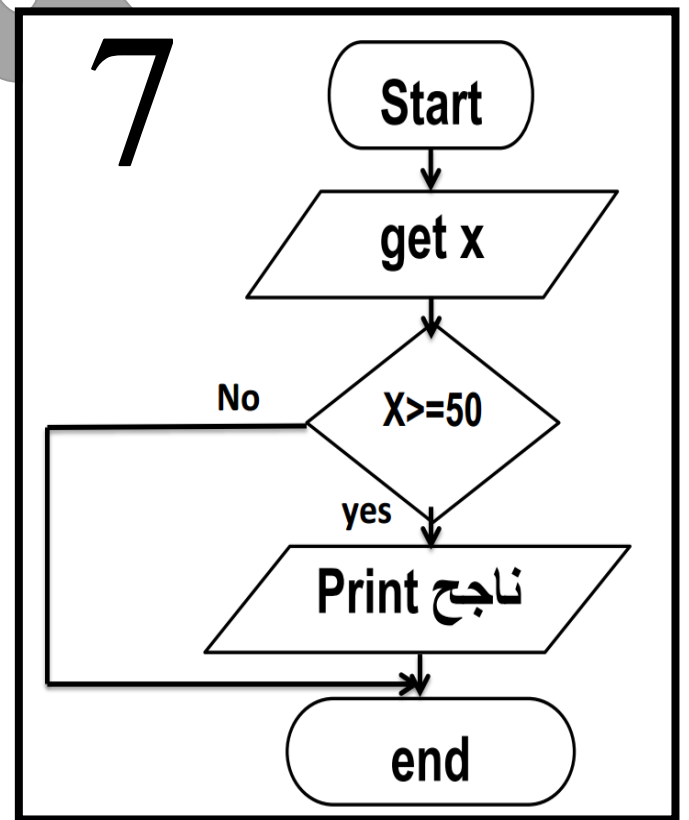 7
Start
get x
X>=50
No
yes
Print ناجح
end